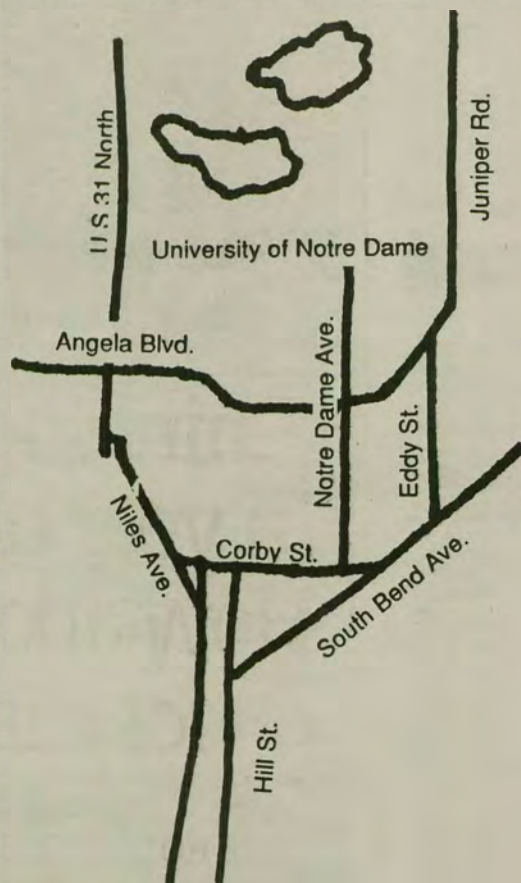 U S 31 North
Juniper Rd.
University of Notre Dame
Angela Blvd.
Notre Dame Ave.
Eddy St.
Niles Ave.
Corby St.
South Bend Ave.
Hill St.